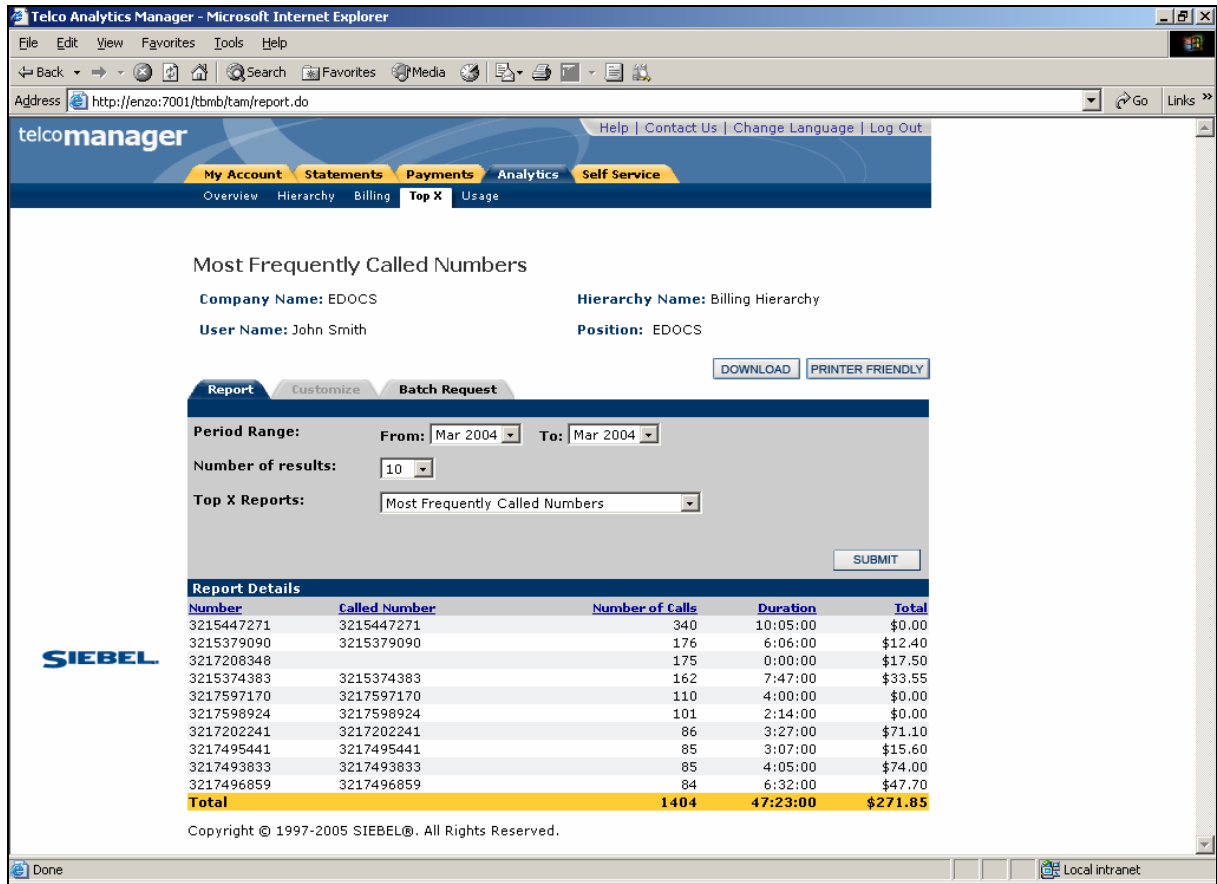 Telco Analytics Manager - Microsoft Internet Explorer
File Edit View Favorites Tools Help
Back Search Favorites Media
Address http://enzo:7001/tbmb/tam/report.do Go Links »
telcomanager
Help | Contact Us | Change Language | Log Out
My Account Statements Payments Analytics Self Service
Overview Hierarchy Billing Top X Usage
Most Frequently Called Numbers
Company Name: EDOCS Hierarchy Name: Billing Hierarchy
User Name: John Smith Position: EDOCS
DOWNLOAD PRINTER FRIENDLY
Report Customize Batch Request
Period Range: From: Mar 2004 To: Mar 2004
Number of results: 10
Top X Reports: Most Frequently Called Numbers
SUBMIT
Report Details
Number Called Number Number of Calls Duration Total
3215447271 3215447271 340 10:05:00 $0.00
3215379090 3215379090 176 6:06:00 $12.40
SIEBEL.
3217208348 175 0:00:00 $17.50
3215374383 3215374383 162 7:47:00 $33.55
3217597170 3217597170 110 4:00:00 $0.00
3217598924 3217598924 101 2:14:00 $0.00
3217202241 3217202241 86 3:27:00 $71.10
3217495441 3217495441 85 3:07:00 $15.60
3217493833 3217493833 85 4:05:00 $74.00
3217496859 3217496859 84 6:32:00 $47.70
Total 1404 47:23:00 $271.85
Copyright © 1997-2005 SIEBEL®. All Rights Reserved.
Done Local intranet